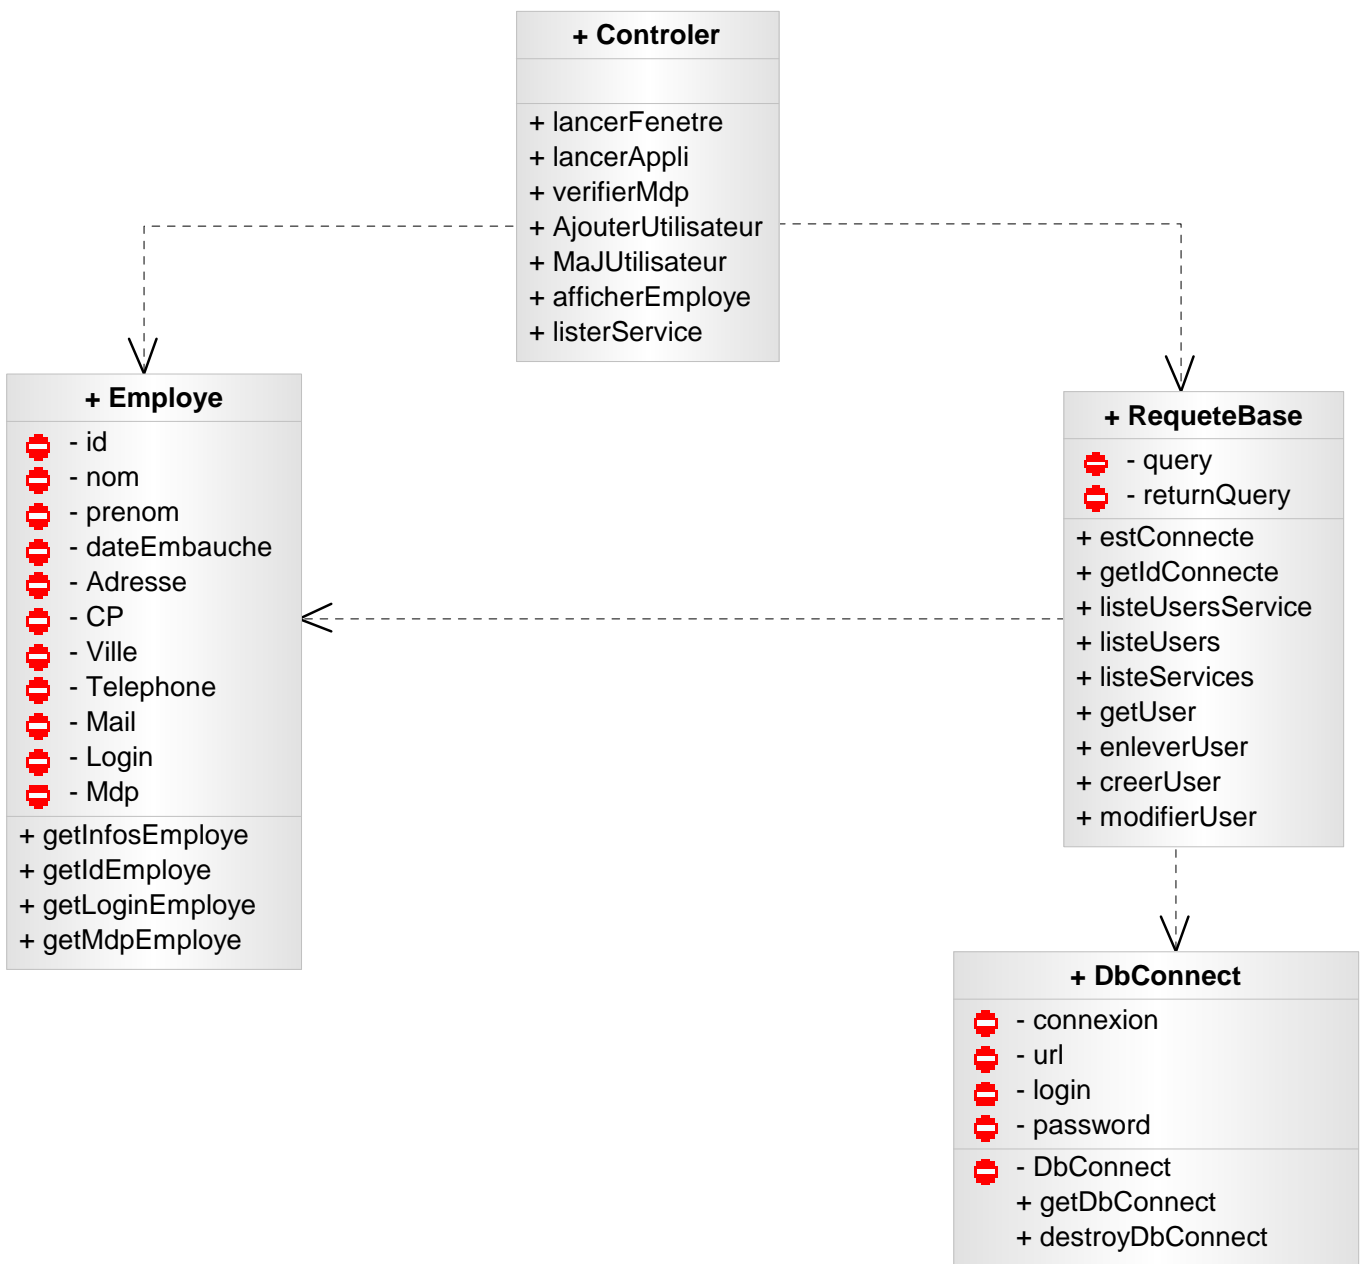 + Controler
+ lancerFenetre
+ lancerAppli
+ verifierMdp
+ AjouterUtilisateur
+ MaJUtilisateur
+ afficherEmploye
+ listerService
+ Employe
- id
- nom
- prenom
- dateEmbauche
- Adresse
- CP
- Ville
- Telephone
- Mail
- Login
- Mdp
+ getInfosEmploye
+ getIdEmploye
+ getLoginEmploye
+ getMdpEmploye
+ RequeteBase
- query
- returnQuery
+ estConnecte
+ getIdConnecte
+ listeUsersService
+ listeUsers
+ listeServices
+ getUser
+ enleverUser
+ creerUser
+ modifierUser
+ DbConnect
- connexion
- url
- login
- password
- DbConnect
+ getDbConnect
+ destroyDbConnect